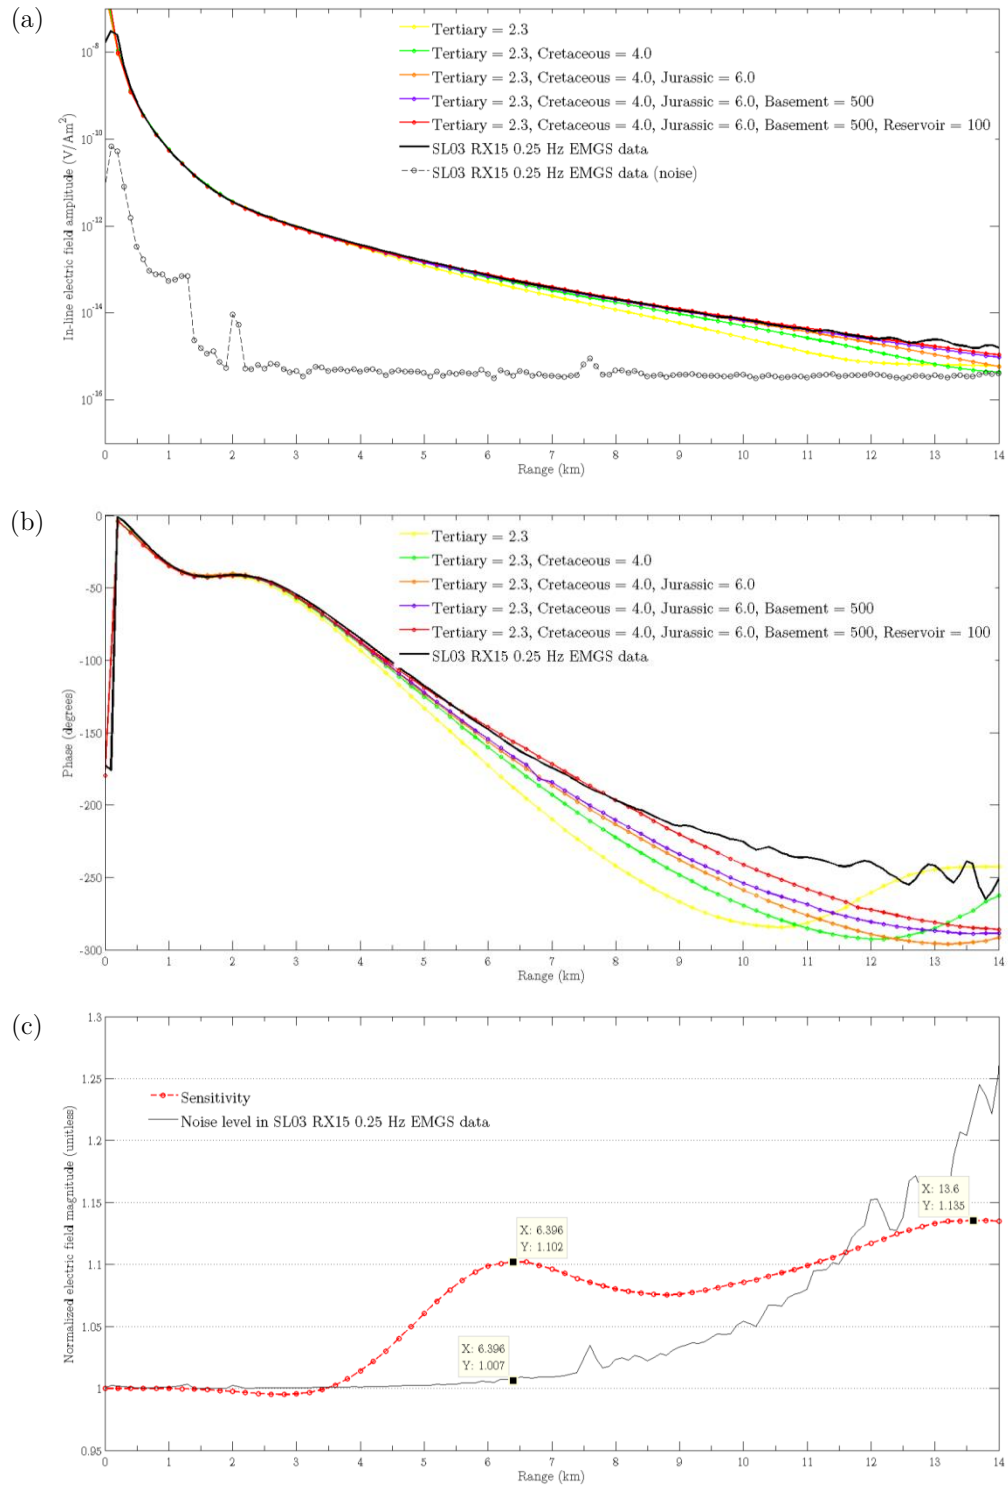 (a)
10^-8
10^-10
10^-12
10^-14
10^-16
In-line electric field amplitude (V/Am²)
Tertiary = 2.3
Tertiary = 2.3, Cretaceous = 4.0
Tertiary = 2.3, Cretaceous = 4.0, Jurassic = 6.0
Tertiary = 2.3, Cretaceous = 4.0, Jurassic = 6.0, Basement = 500
Tertiary = 2.3, Cretaceous = 4.0, Jurassic = 6.0, Basement = 500, Reservoir = 100
SL03 RX15 0.25 Hz EMGS data
SL03 RX15 0.25 Hz EMGS data (noise)
0 1 2 3 4 5 6 7 8 9 10 11 12 13 14
Range (km)
(b)
0
-50
-100
-150
-200
-250
-300
Phase (degrees)
Tertiary = 2.3
Tertiary = 2.3, Cretaceous = 4.0
Tertiary = 2.3, Cretaceous = 4.0, Jurassic = 6.0
Tertiary = 2.3, Cretaceous = 4.0, Jurassic = 6.0, Basement = 500
Tertiary = 2.3, Cretaceous = 4.0, Jurassic = 6.0, Basement = 500, Reservoir = 100
SL03 RX15 0.25 Hz EMGS data
0 1 2 3 4 5 6 7 8 9 10 11 12 13 14
Range (km)
(c)
1.3
1.25
1.2
1.15
1.1
1.05
1
0.95
Normalized electric field magnitude (unitless)
Sensitivity
Noise level in SL03 RX15 0.25 Hz EMGS data
X: 13.6
Y: 1.135
X: 6.396
Y: 1.102
X: 6.396
Y: 1.007
0 1 2 3 4 5 6 7 8 9 10 11 12 13 14
Range (km)